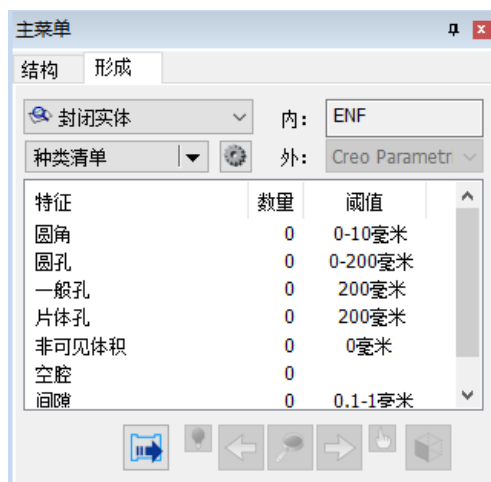 主菜单
结构 形成
封闭实体 内: ENF
种类清单 外: Creo Parametri
特征 数量 阈值
圆角 0 0-10毫米
圆孔 0 0-200毫米
一般孔 0 200毫米
片体孔 0 200毫米
非可见体积 0 0毫米
空腔 0
间隙 0 0.1-1毫米